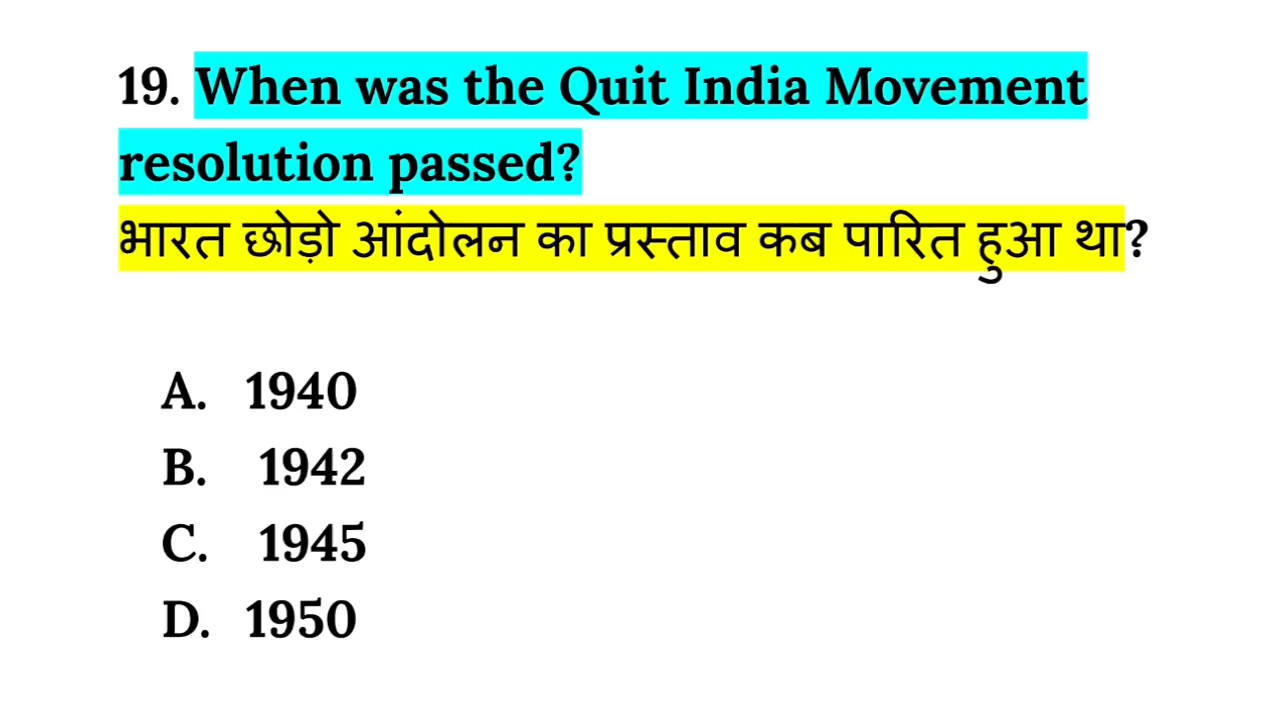 19. When was the Quit India Movement
resolution passed?
भारत छोड़ो आंदोलन का प्रस्ताव कब पारित हुआ था?
A. 1940
B. 1942
C. 1945
D. 1950